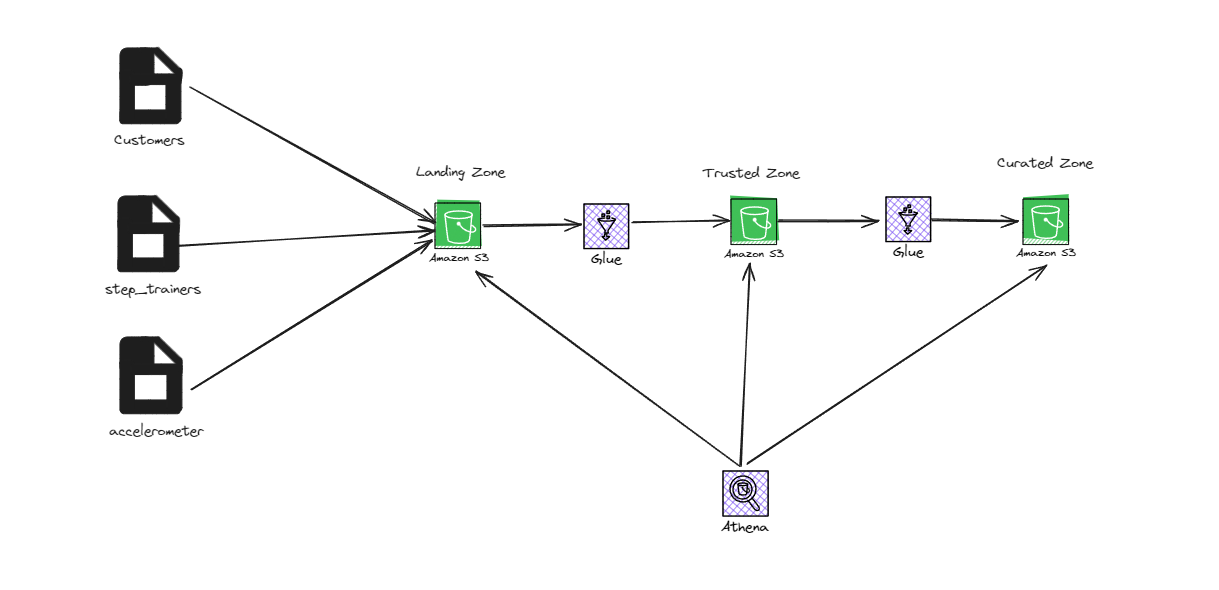 Customers
step_trainers
accelerometer
Landing Zone
Amazon S3
Glue
Trusted Zone
Amazon S3
Glue
Curated Zone
Amazon S3
Athena